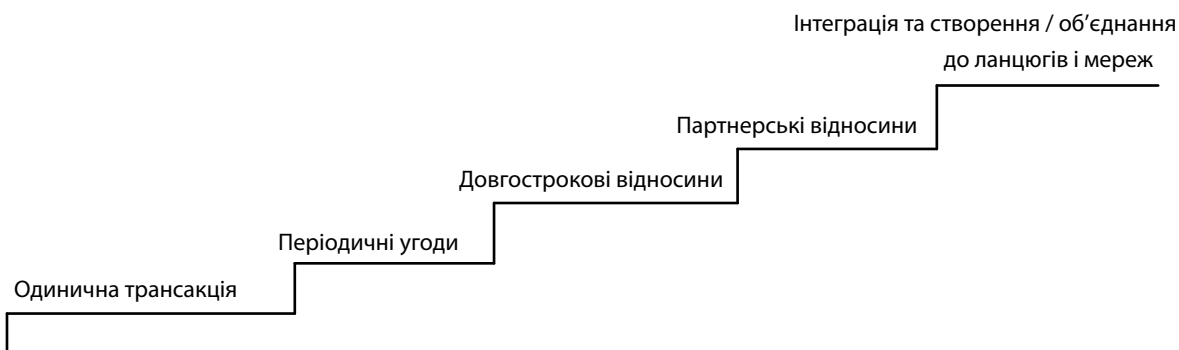 Інтеграція та створення / об’єднання
до ланцюгів і мереж
Партнерські відносини
Довгострокові відносини
Періодичні угоди
Одинична трансакція